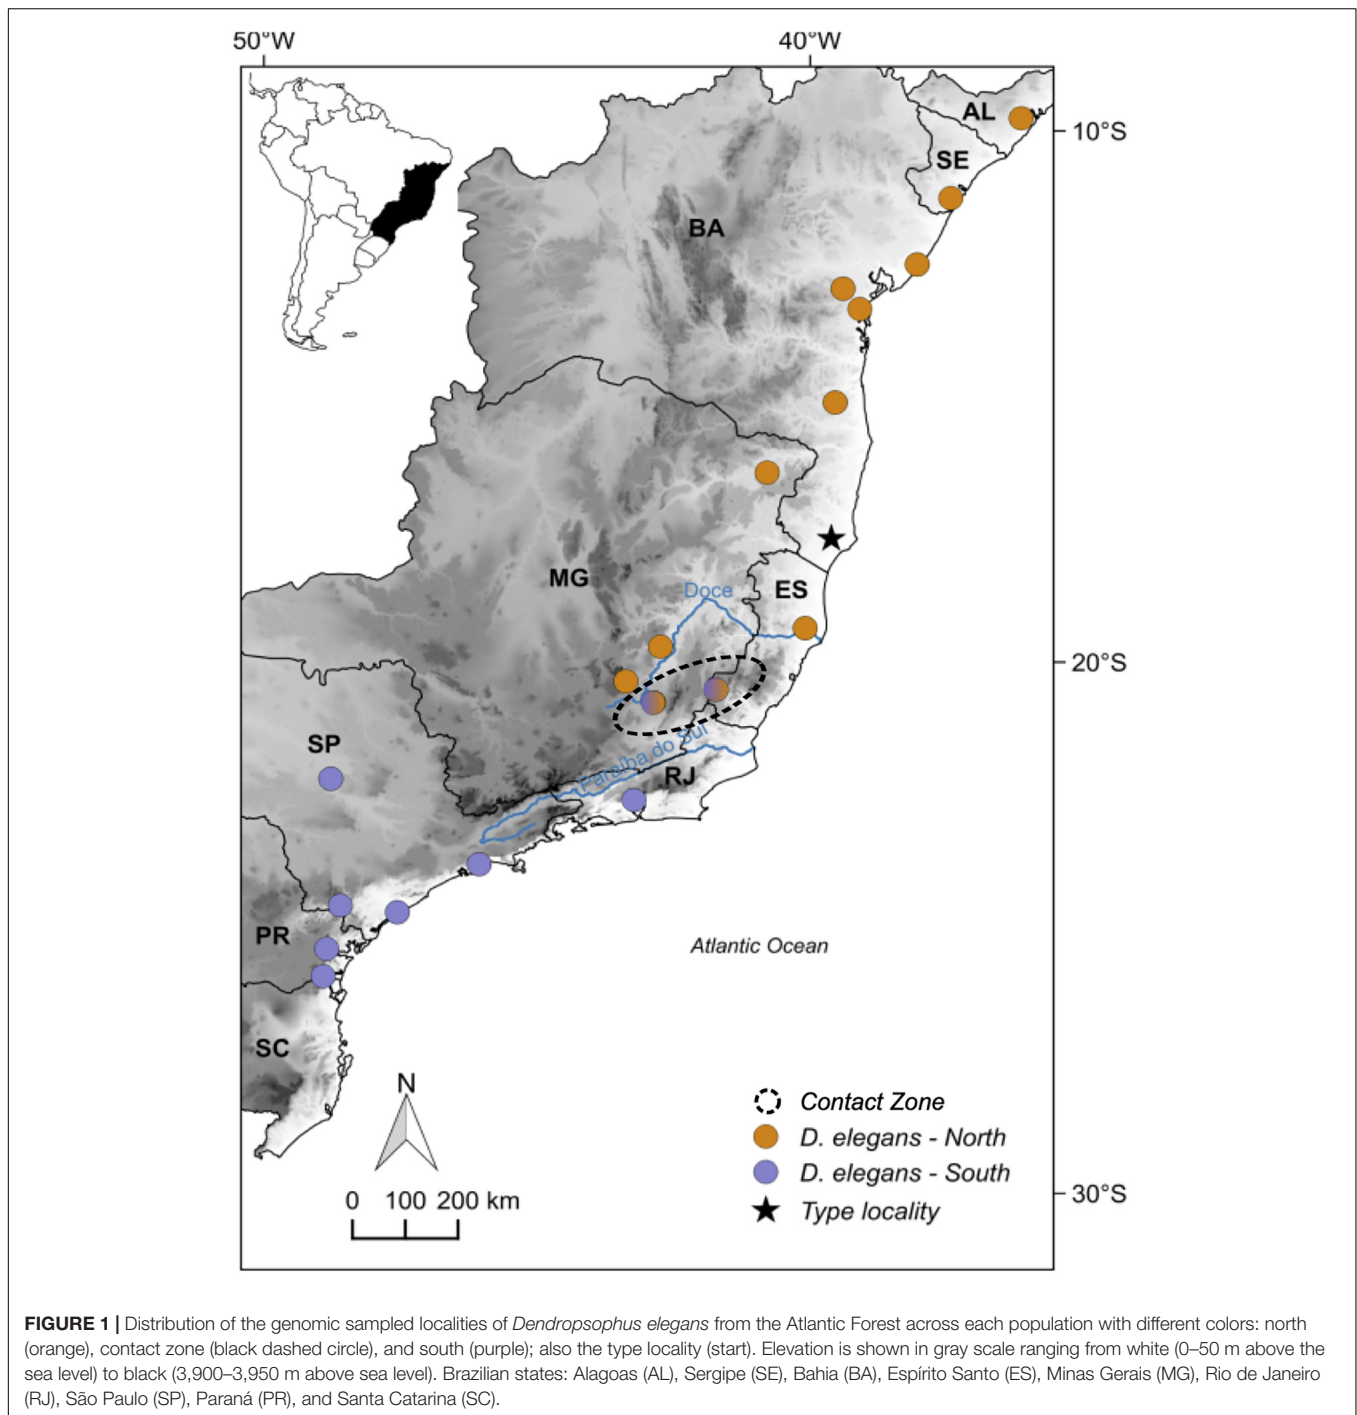 50°W 40°W
AL
10°S
SE
BA
MG
Doce
ES
20°S
SP
Paraíba do Sul
RJ
PR
Atlantic Ocean
SC
N
0 100 200 km
Contact Zone
D. elegans - North
D. elegans - South
Type locality
30°S
FIGURE 1 | Distribution of the genomic sampled localities of Dendropsophus elegans from the Atlantic Forest across each population with different colors: north
(orange), contact zone (black dashed circle), and south (purple); also the type locality (start). Elevation is shown in gray scale ranging from white (0–50 m above the
sea level) to black (3,900–3,950 m above sea level). Brazilian states: Alagoas (AL), Sergipe (SE), Bahia (BA), Espírito Santo (ES), Minas Gerais (MG), Rio de Janeiro
(RJ), São Paulo (SP), Paraná (PR), and Santa Catarina (SC).